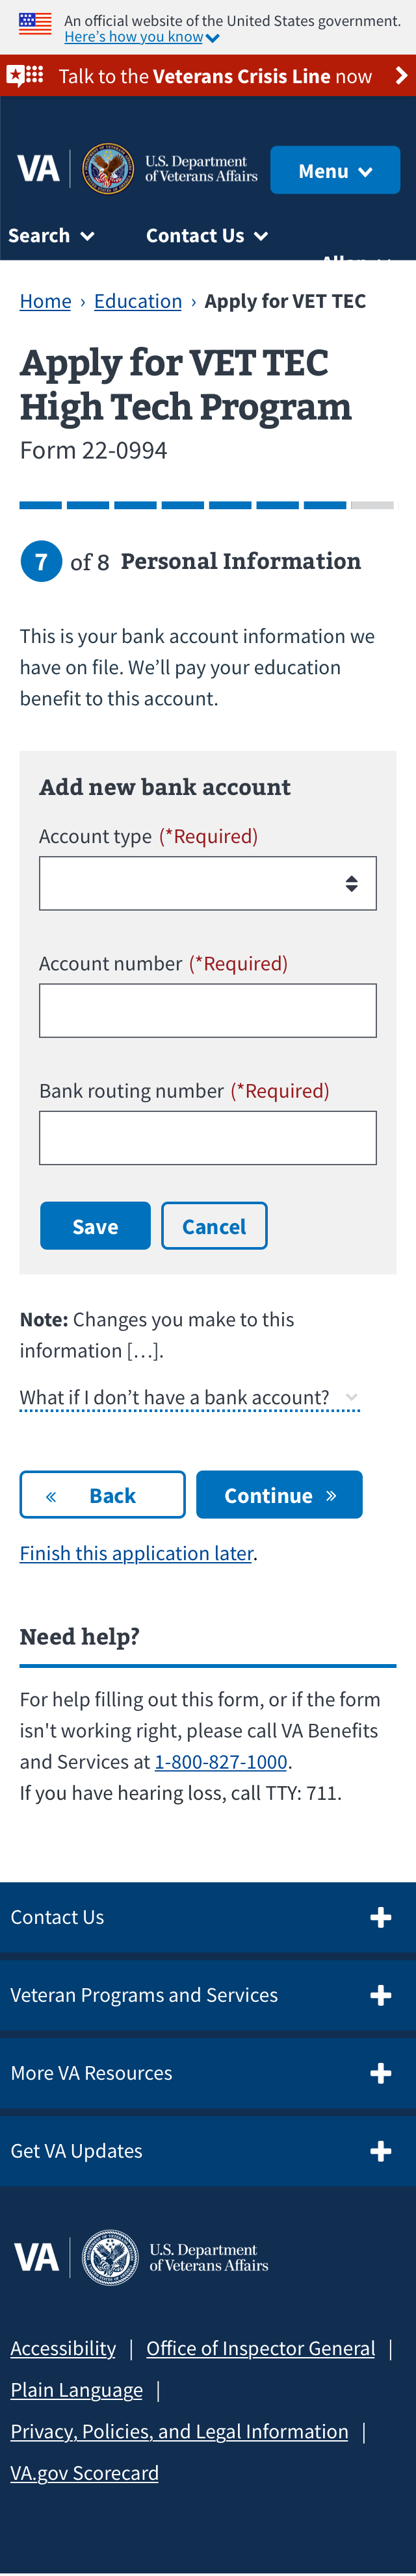 An official website of the United States government.
Here’s how you know
Talk to the Veterans Crisis Line now
VA
U.S. Department
of Veterans Affairs
Menu
Search
Contact Us
Home › Education › Apply for VET TEC
Apply for VET TEC
High Tech Program
Form 22-0994
7 of 8 Personal Information
This is your bank account information we
have on file. We’ll pay your education
benefit to this account.
Add new bank account
Account type (*Required)
Account number (*Required)
Bank routing number (*Required)
Save
Cancel
Note: Changes you make to this
information […].
What if I don’t have a bank account?
« Back
Continue »
Finish this application later.
Need help?
For help filling out this form, or if the form
isn't working right, please call VA Benefits
and Services at 1-800-827-1000.
If you have hearing loss, call TTY: 711.
Contact Us
Veteran Programs and Services
More VA Resources
Get VA Updates
VA
U.S. Department
of Veterans Affairs
Accessibility | Office of Inspector General |
Plain Language |
Privacy, Policies, and Legal Information |
VA.gov Scorecard